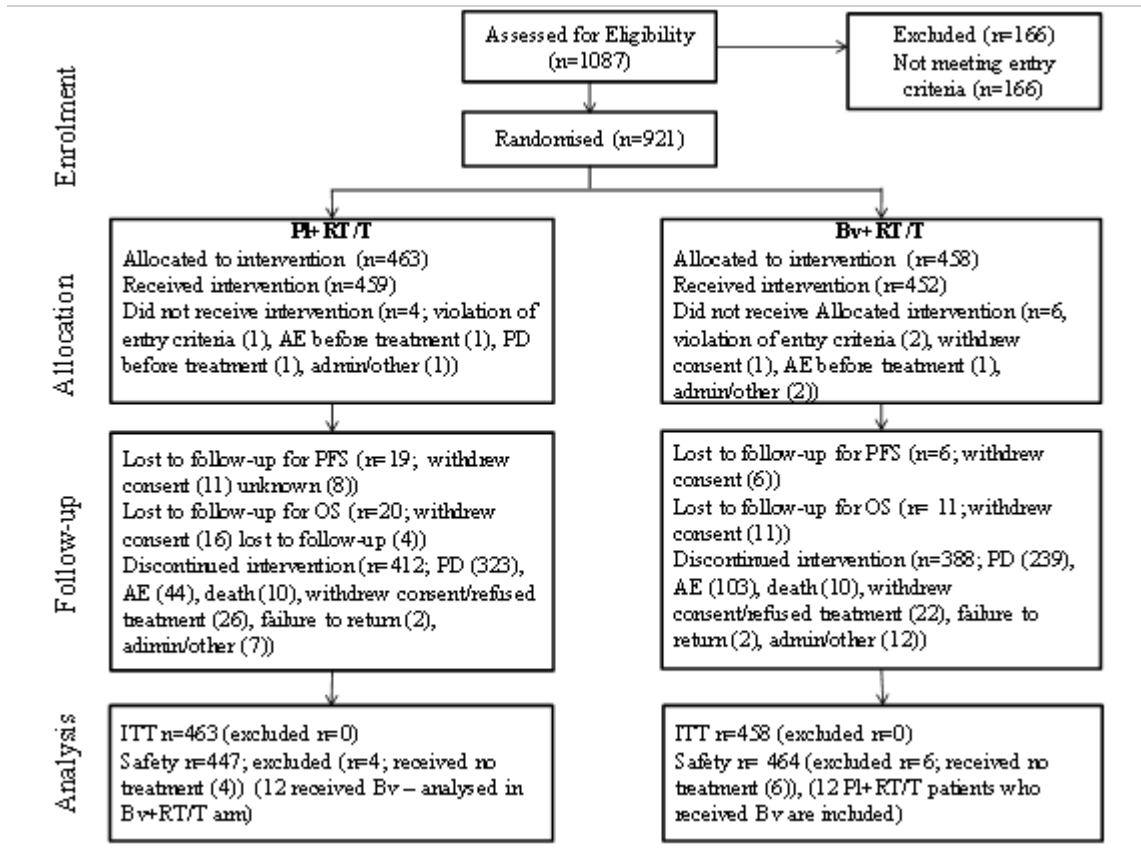 Assessed for Eligibility
(n=1087)
Excluded (n=166)
Not meeting entry
criteria (n=166)
Enrolment
Randomised (n=921)
Allocation
Pl+RT/T
Allocated to intervention (n=463)
Received intervention (n=459)
Did not receive intervention (n=4; violation of
entry criteria (1), AE before treatment (1), PD
before treatment (1), admin/other (1))
Bv+RT/T
Allocated to intervention (n=458)
Received intervention (n=452)
Did not receive Allocated intervention (n=6,
violation of entry criteria (2), withdrew
consent (1), AE before treatment (1),
admin/other (2))
Follow-up
Lost to follow-up for PFS (n=19; withdrew
consent (11) unknown (8))
Lost to follow-up for OS (n=20; withdrew
consent (16) lost to follow-up (4))
Discontinued intervention (n=412; PD (323),
AE (44), death (10), withdrew
consent/refused
treatment (26), failure to return (2),
adimin/other (7))
Lost to follow-up for PFS (n=6; withdrew
consent (6))
Lost to follow-up for OS (n= 11; withdrew
consent (11))
Discontinued intervention (n=388; PD (239),
AE (103), death (10), withdrew
consent/refused treatment (22), failure to
return (2), admin/other (12))
Analysis
ITT n=463 (excluded n=0)
Safety n=447; excluded (n=4; received no
treatment (4)) (12 received Bv – analysed in
Bv+RT/T arm)
ITT n=458 (excluded n=0)
Safety n= 464 (excluded n=6; received no
treatment (6)), (12 Pl+RT/T patients who
received Bv are included)